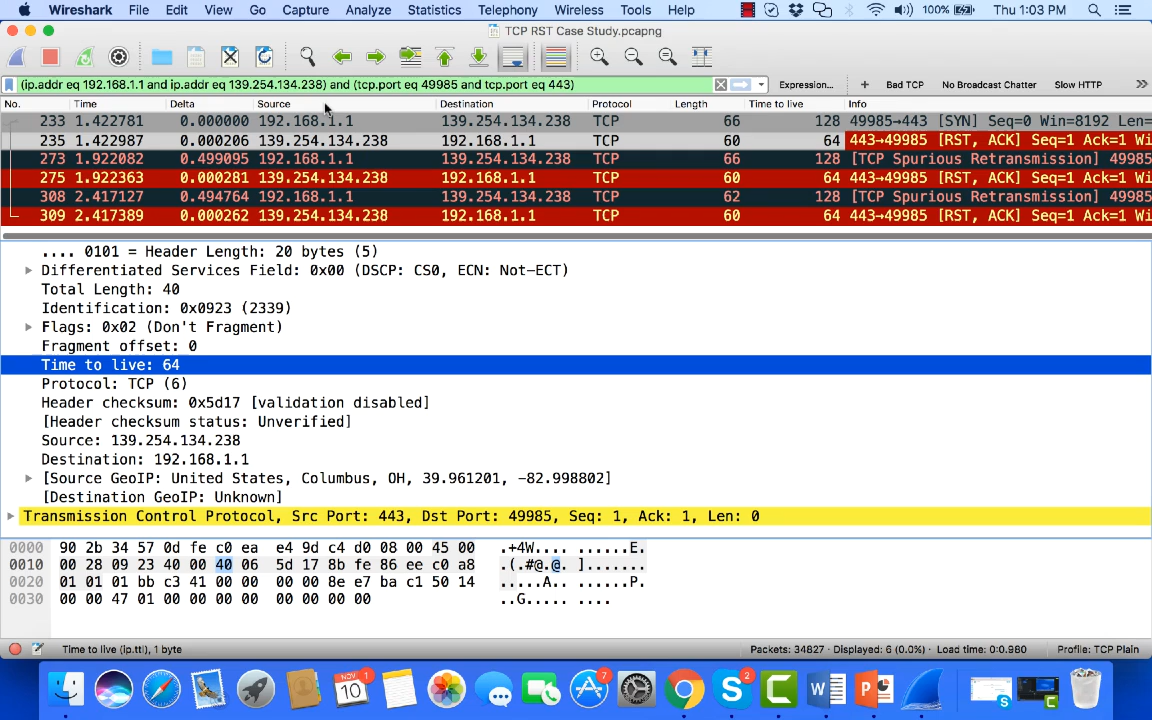 Wireshark File Edit View Go Capture Analyze Statistics Telephony Wireless Tools Help 100% Thu 1:03 PM
TCP RST Case Study.pcapng
(ip.addr eq 192.168.1.1 and ip.addr eq 139.254.134.238) and (tcp.port eq 49985 and tcp.port eq 443) Expression... + Bad TCP No Broadcast Chatter Slow HTTP »
No. Time Delta Source Destination Protocol Length Time to live Info
233 1.422781 0.000000 192.168.1.1 139.254.134.238 TCP 66 128 49985→443 [SYN] Seq=0 Win=8192 Len=
235 1.422987 0.000206 139.254.134.238 192.168.1.1 TCP 60 64 443→49985 [RST, ACK] Seq=1 Ack=1 Wi
273 1.922082 0.499095 192.168.1.1 139.254.134.238 TCP 66 128 [TCP Spurious Retransmission] 49985
275 1.922363 0.000281 139.254.134.238 192.168.1.1 TCP 60 64 443→49985 [RST, ACK] Seq=1 Ack=1 Wi
308 2.417127 0.494764 192.168.1.1 139.254.134.238 TCP 62 128 [TCP Spurious Retransmission] 49985
309 2.417389 0.000262 139.254.134.238 192.168.1.1 TCP 60 64 443→49985 [RST, ACK] Seq=1 Ack=1 Wi
.... 0101 = Header Length: 20 bytes (5)
Differentiated Services Field: 0x00 (DSCP: CS0, ECN: Not-ECT)
Total Length: 40
Identification: 0x0923 (2339)
Flags: 0x02 (Don't Fragment)
Fragment offset: 0
Time to live: 64
Protocol: TCP (6)
Header checksum: 0x5d17 [validation disabled]
[Header checksum status: Unverified]
Source: 139.254.134.238
Destination: 192.168.1.1
[Source GeoIP: United States, Columbus, OH, 39.961201, -82.998802]
[Destination GeoIP: Unknown]
Transmission Control Protocol, Src Port: 443, Dst Port: 49985, Seq: 1, Ack: 1, Len: 0
0000 90 2b 34 57 0d fe c0 ea e4 9d c4 d0 08 00 45 00 .+4W.... ......E.
0010 00 28 09 23 40 00 40 06 5d 17 8b fe 86 ee c0 a8 .(.#@.@. ].......
0020 01 01 01 bb c3 41 00 00 00 00 8e e7 ba c1 50 14 .....A.. ......P.
0030 00 00 47 01 00 00 00 00 00 00 00 00 ..G..... ....
Time to live (ip.ttl), 1 byte Packets: 34827 · Displayed: 6 (0.0%) · Load time: 0:0.980 Profile: TCP Plain
NOV 10 1 7 2